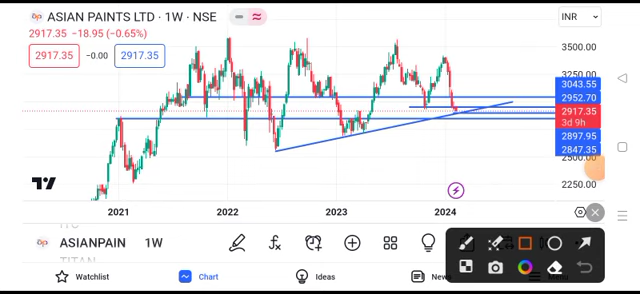 ASIAN PAINTS LTD · 1W · NSE
INR
2917.35 −18.95 (−0.65%)
2917.35 −0.00 2917.35
3500.00
3250.00
3043.55
2952.70
2917.35
3d 9h
2897.95
2847.35
2500.00
2250.00
2021 2022 2023 2024
ASIANPAIN 1W
TITAN
Watchlist Chart Ideas News Menu